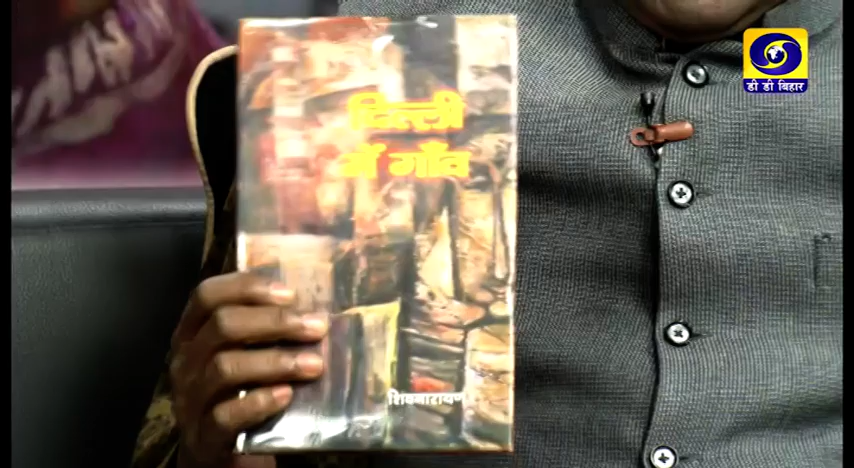 डी डी बिहार
दिल्ली
में गाँव
शिवनारायण